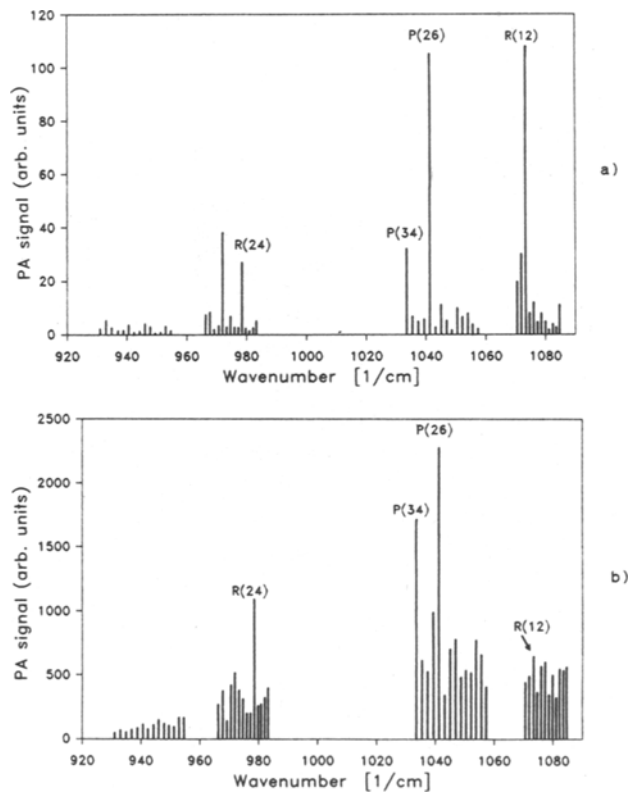 120
100
80
60
40
20
0
PA signal (arb. units)
P(26)
R(12)
P(34)
R(24)
a)
920 940 960 980 1000 1020 1040 1060 1080
Wavenumber [1/cm]
2500
2000
1500
1000
500
0
PA signal (arb. units)
P(26)
P(34)
R(24)
R(12)
b)
920 940 960 980 1000 1020 1040 1060 1080
Wavenumber [1/cm]